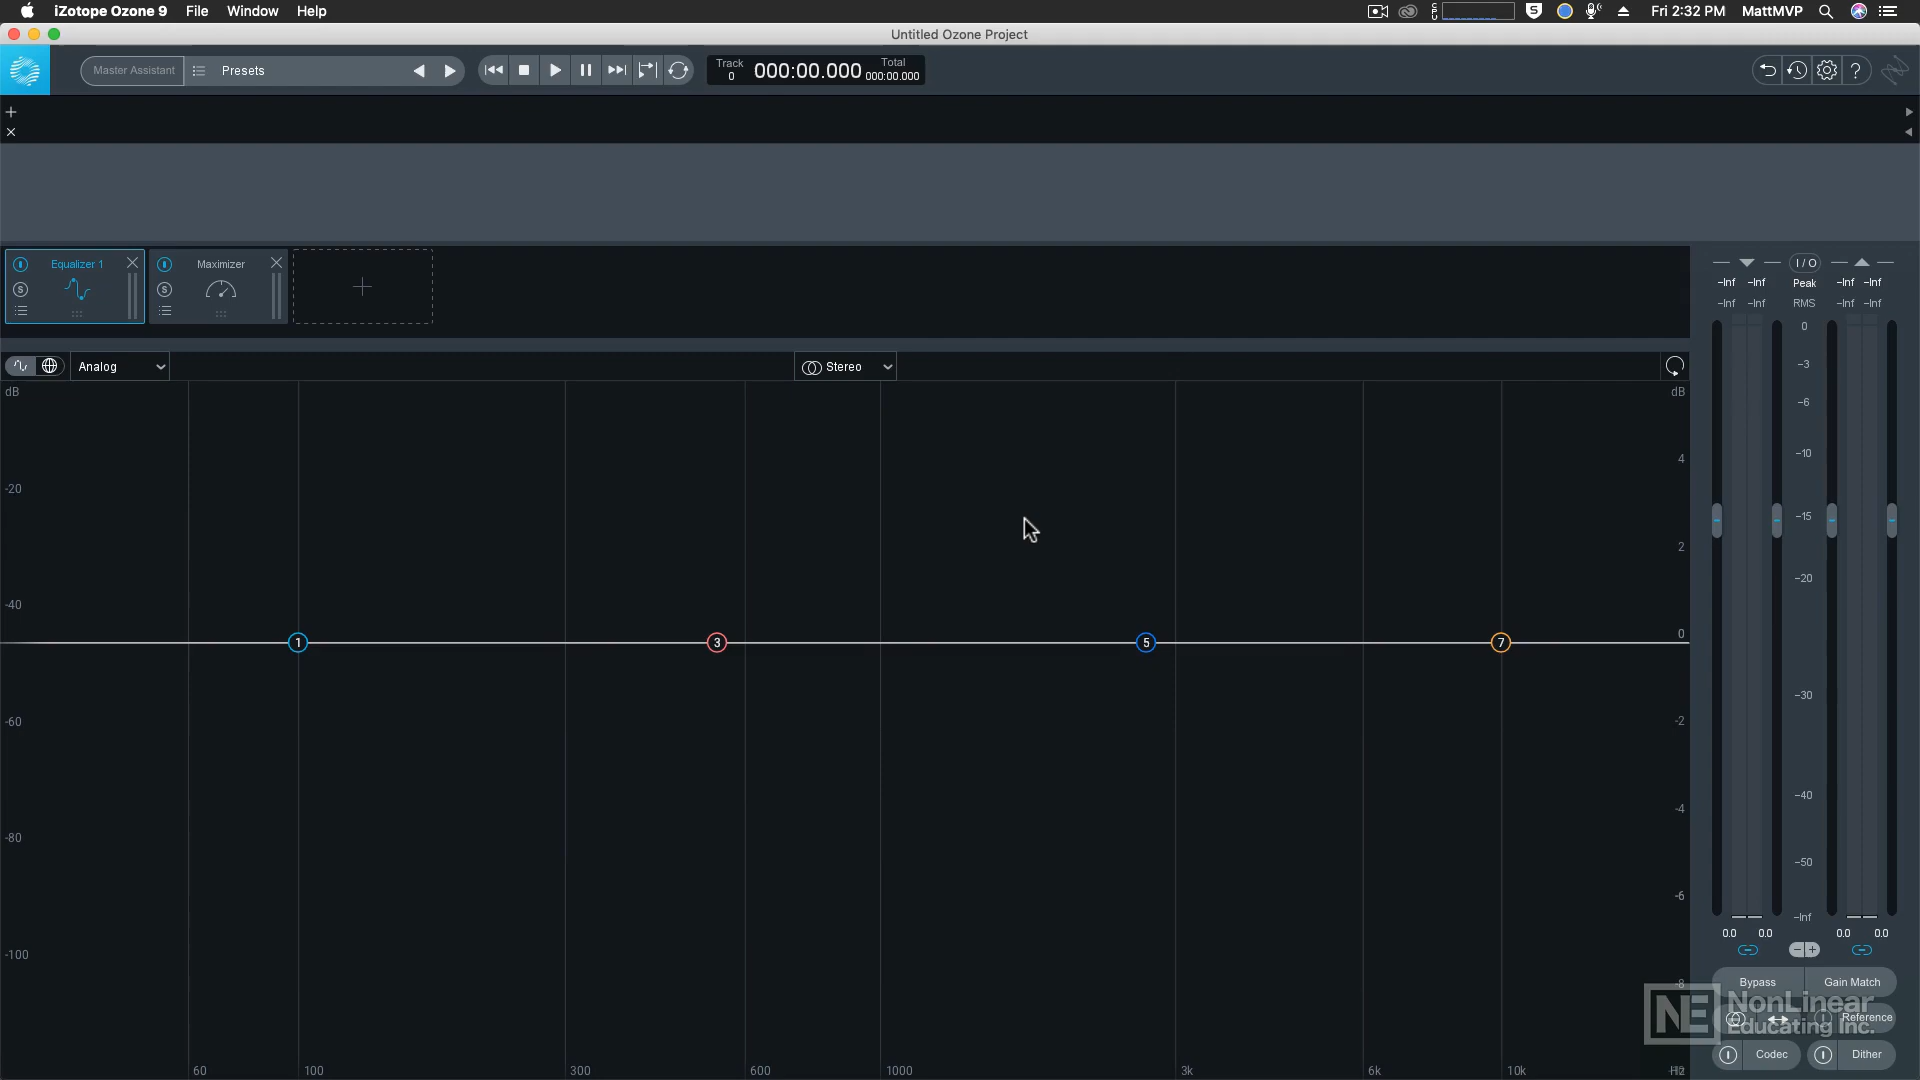 iZotope Ozone 9 File Window Help
CPU S Fri 2:32 PM MattMVP
Untitled Ozone Project
Master Assistant Presets
Track 0 000:00.000 Total 000:00.000
?
Equalizer 1 Maximizer
S S
I / O
-Inf -Inf Peak -Inf -Inf
-Inf -Inf RMS -Inf -Inf
Analog Stereo
dB dB
-20
-40
-60
-80
-100
4
2
0
-2
-4
-6
-8
1 3 5 7
60 100 300 600 1000 3k 6k 10k Hz
0
-3
-6
-10
-15
-20
-30
-40
-50
-Inf
0.0 0.0 0.0 0.0
Bypass Gain Match
Reference
Codec Dither
NE NonLinear
Educating Inc.